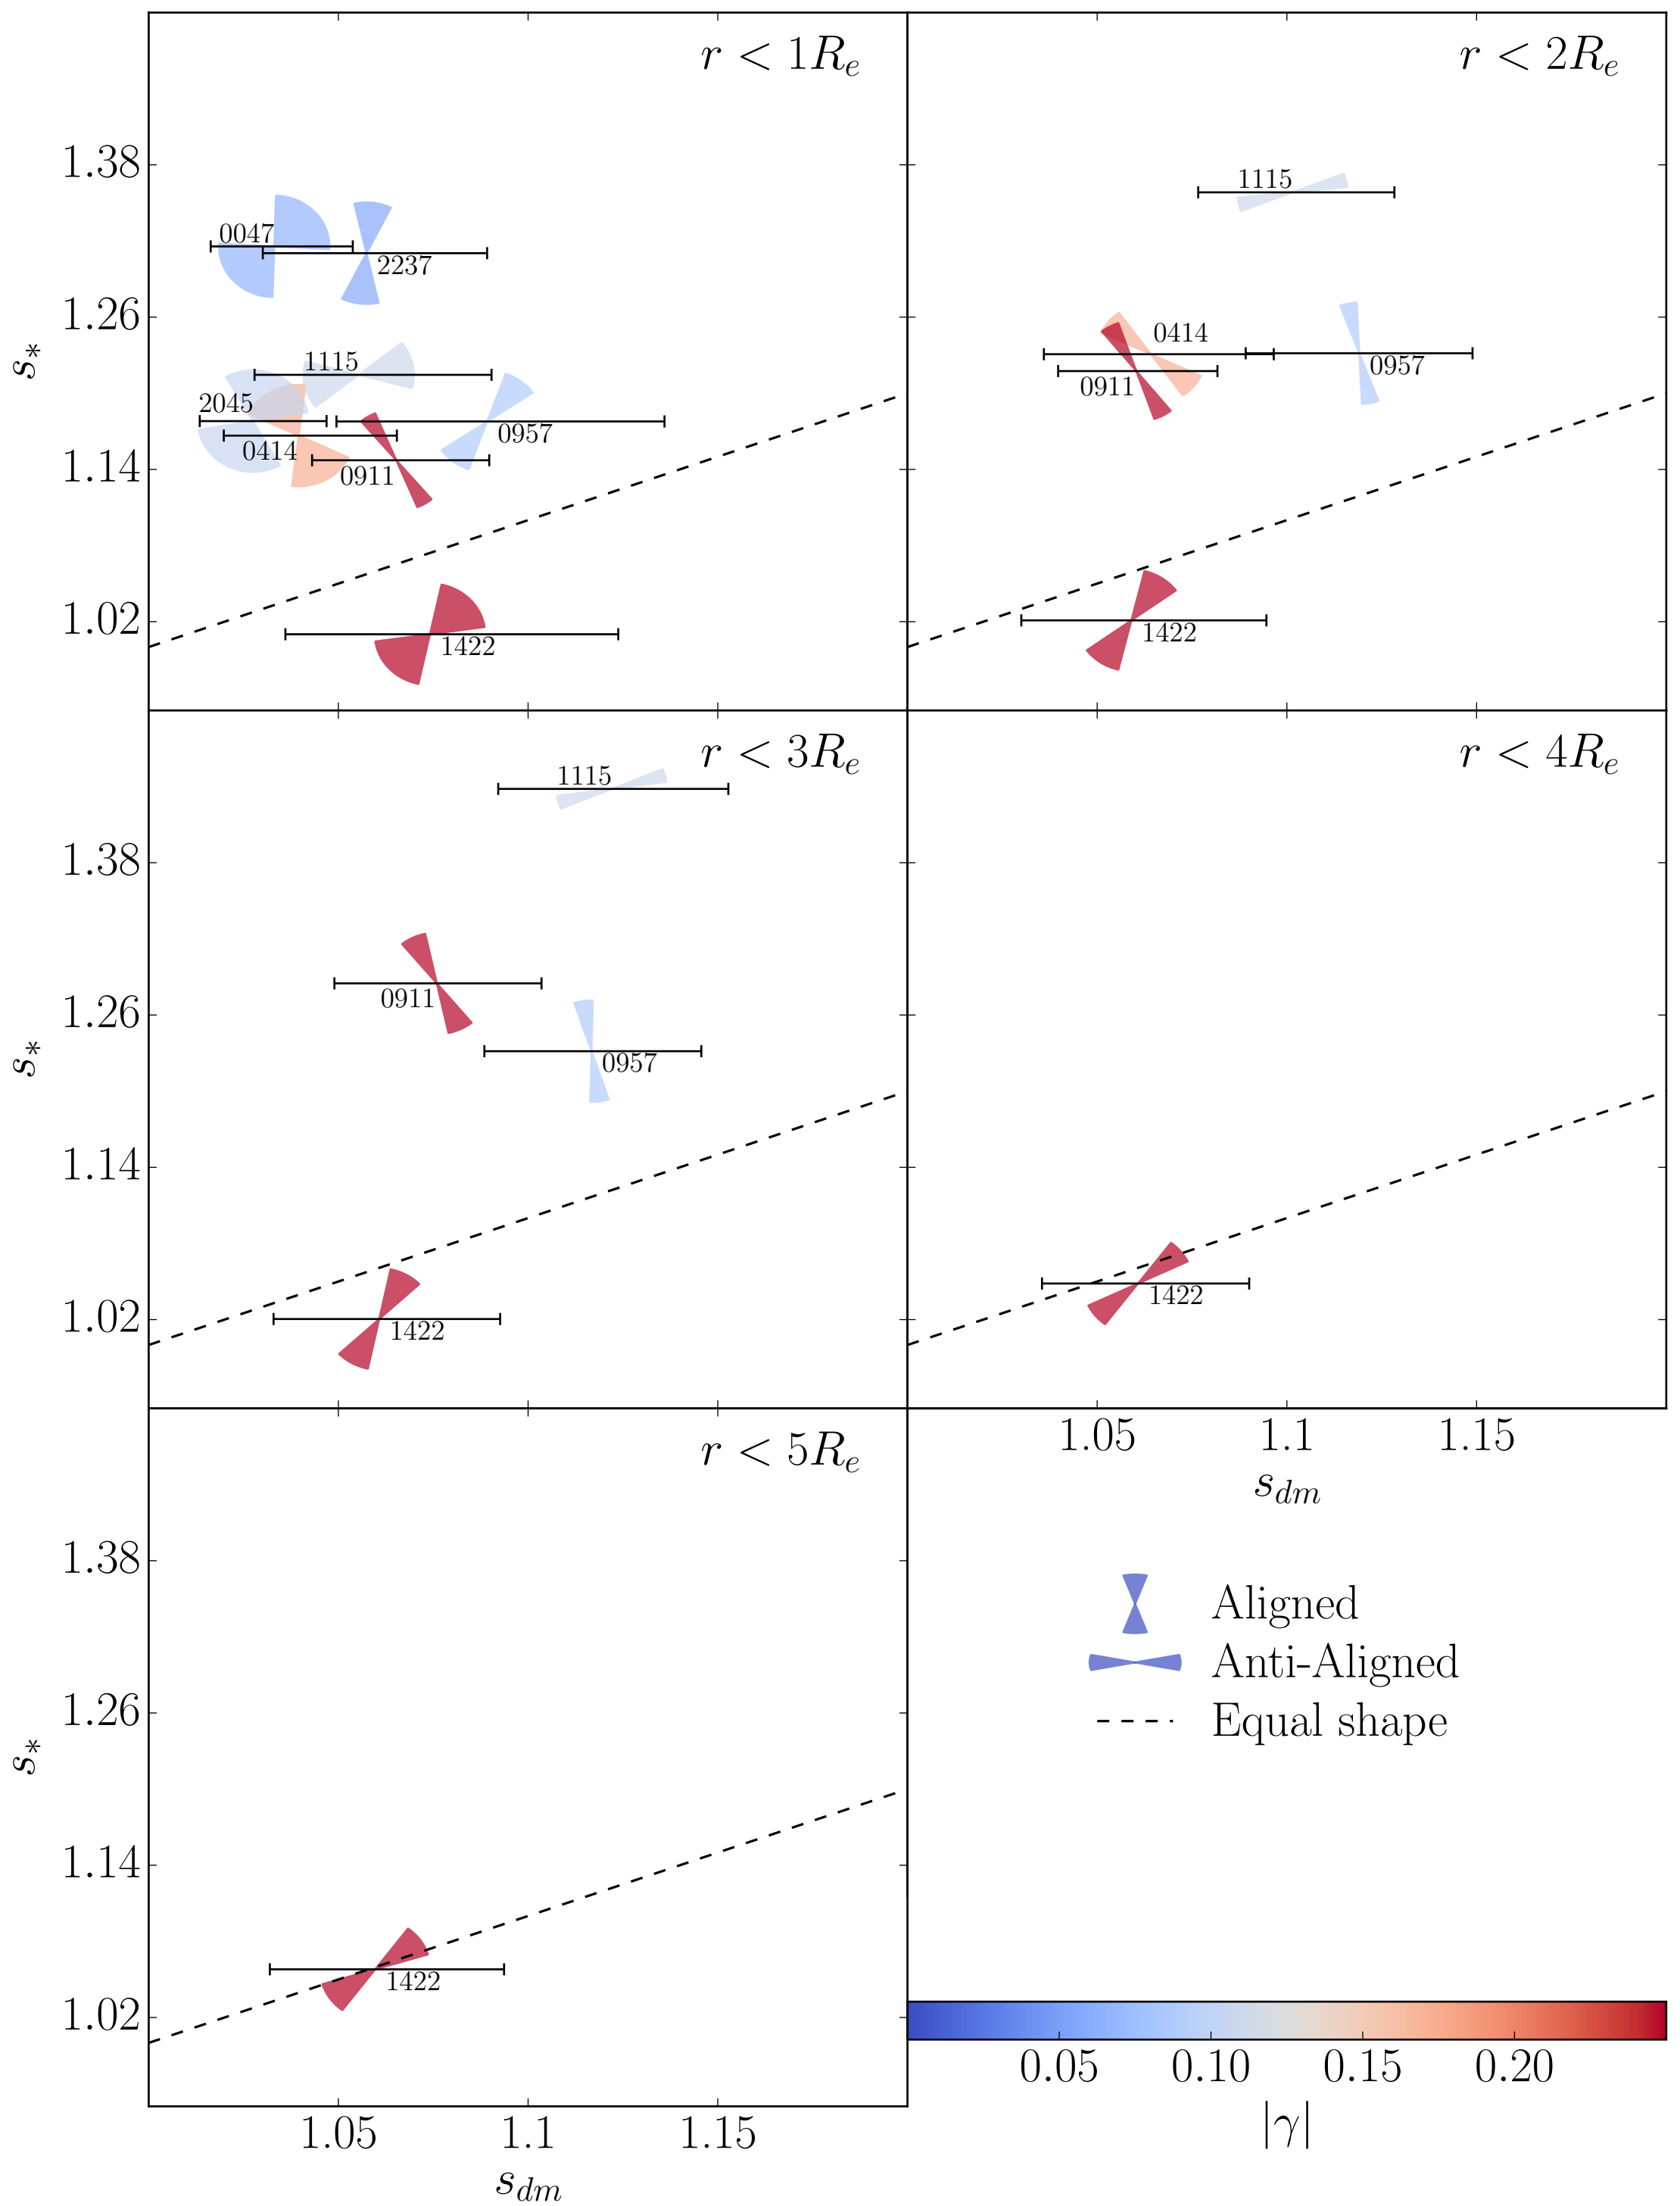 r < 1R_e
r < 2R_e
1.38
1.26
1.14
1.02
s_*
0047
2237
1115
2045
0414
0911
0957
1422
1115
0414
0911
0957
1422
r < 3R_e
r < 4R_e
1.38
1.26
1.14
1.02
s_*
1115
0911
0957
1422
1422
1.05 1.1 1.15
s_{dm}
r < 5R_e
1.38
1.26
1.14
1.02
s_*
1422
1.05 1.1 1.15
s_{dm}
Aligned
Anti-Aligned
Equal shape
0.05 0.10 0.15 0.20
|γ|